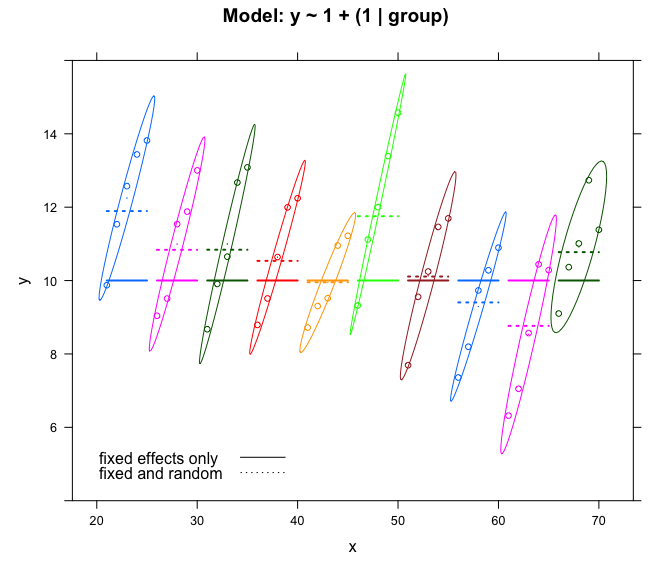 Model: y ~ 1 + (1 | group)
14
12
10
8
6
y
fixed effects only
fixed and random
20 30 40 50 60 70
x